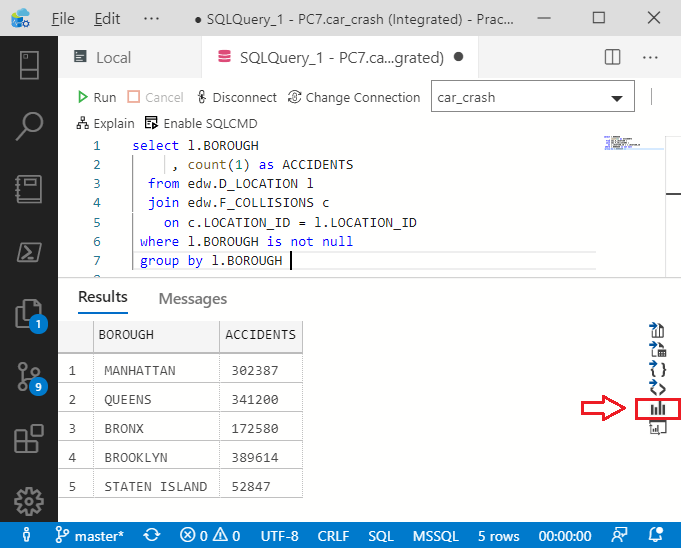 File Edit ··· ● SQLQuery_1 - PC7.car_crash (Integrated) - Prac...
Local SQLQuery_1 - PC7.ca...grated) ●
Run Cancel Disconnect Change Connection car_crash
Explain Enable SQLCMD
1 select l.BOROUGH
2 , count(1) as ACCIDENTS
3 from edw.D_LOCATION l
4 join edw.F_COLLISIONS c
5 on c.LOCATION_ID = l.LOCATION_ID
6 where l.BOROUGH is not null
7 group by l.BOROUGH
Results Messages
BOROUGH ACCIDENTS
1 MANHATTAN 302387
2 QUEENS 341200
3 BRONX 172580
4 BROOKLYN 389614
5 STATEN ISLAND 52847
1
9
master* 0 0 UTF-8 CRLF SQL MSSQL 5 rows 00:00:00